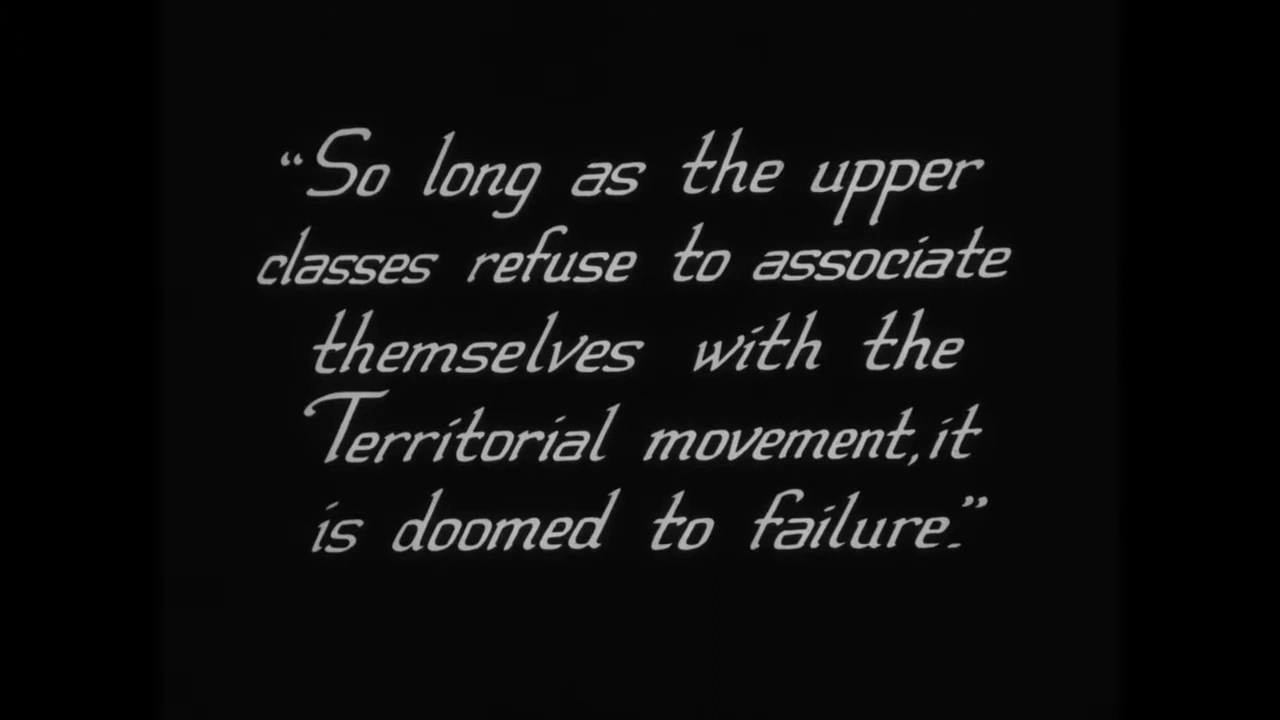 “So long as the upper
classes refuse to associate
themselves with the
Territorial movement, it
is doomed to failure.”